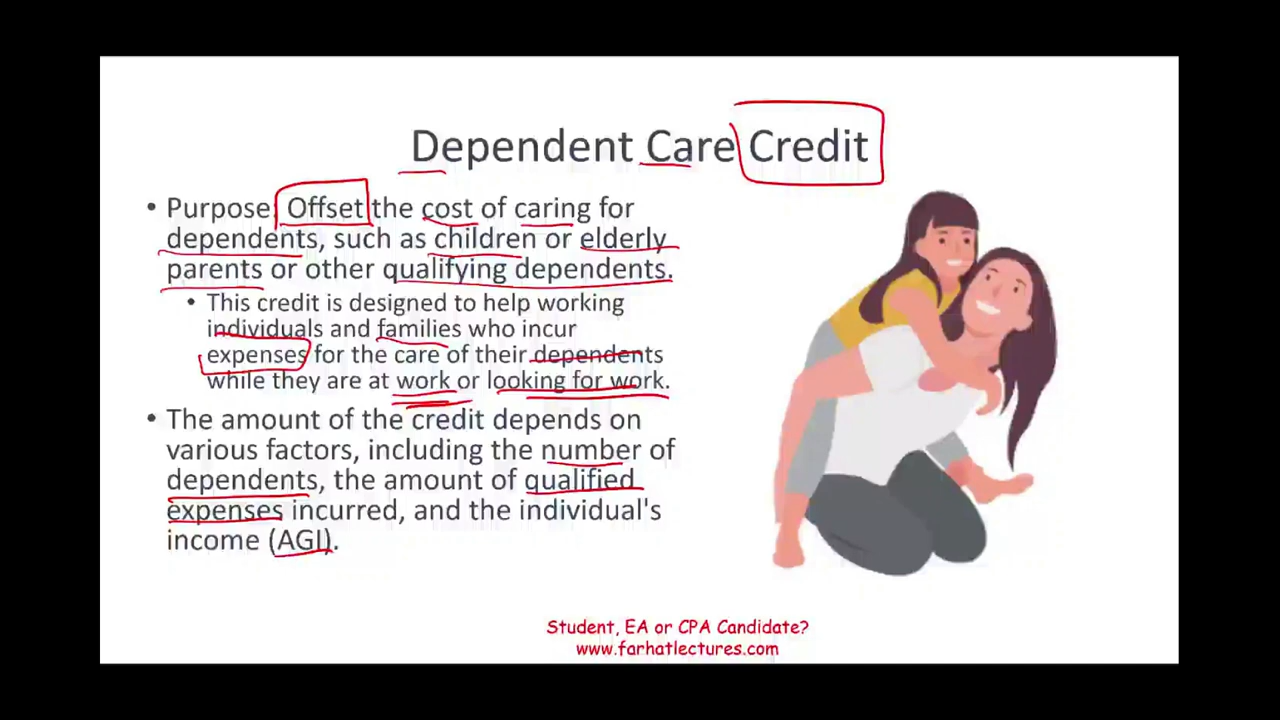 Dependent Care Credit
• Purpose Offset the cost of caring for
dependents, such as children or elderly
parents or other qualifying dependents.
• This credit is designed to help working
individuals and families who incur
expenses for the care of their dependents
while they are at work or looking for work.
• The amount of the credit depends on
various factors, including the number of
dependents, the amount of qualified
expenses incurred, and the individual's
income (AGI).
Student, EA or CPA Candidate?
www.farhatlectures.com